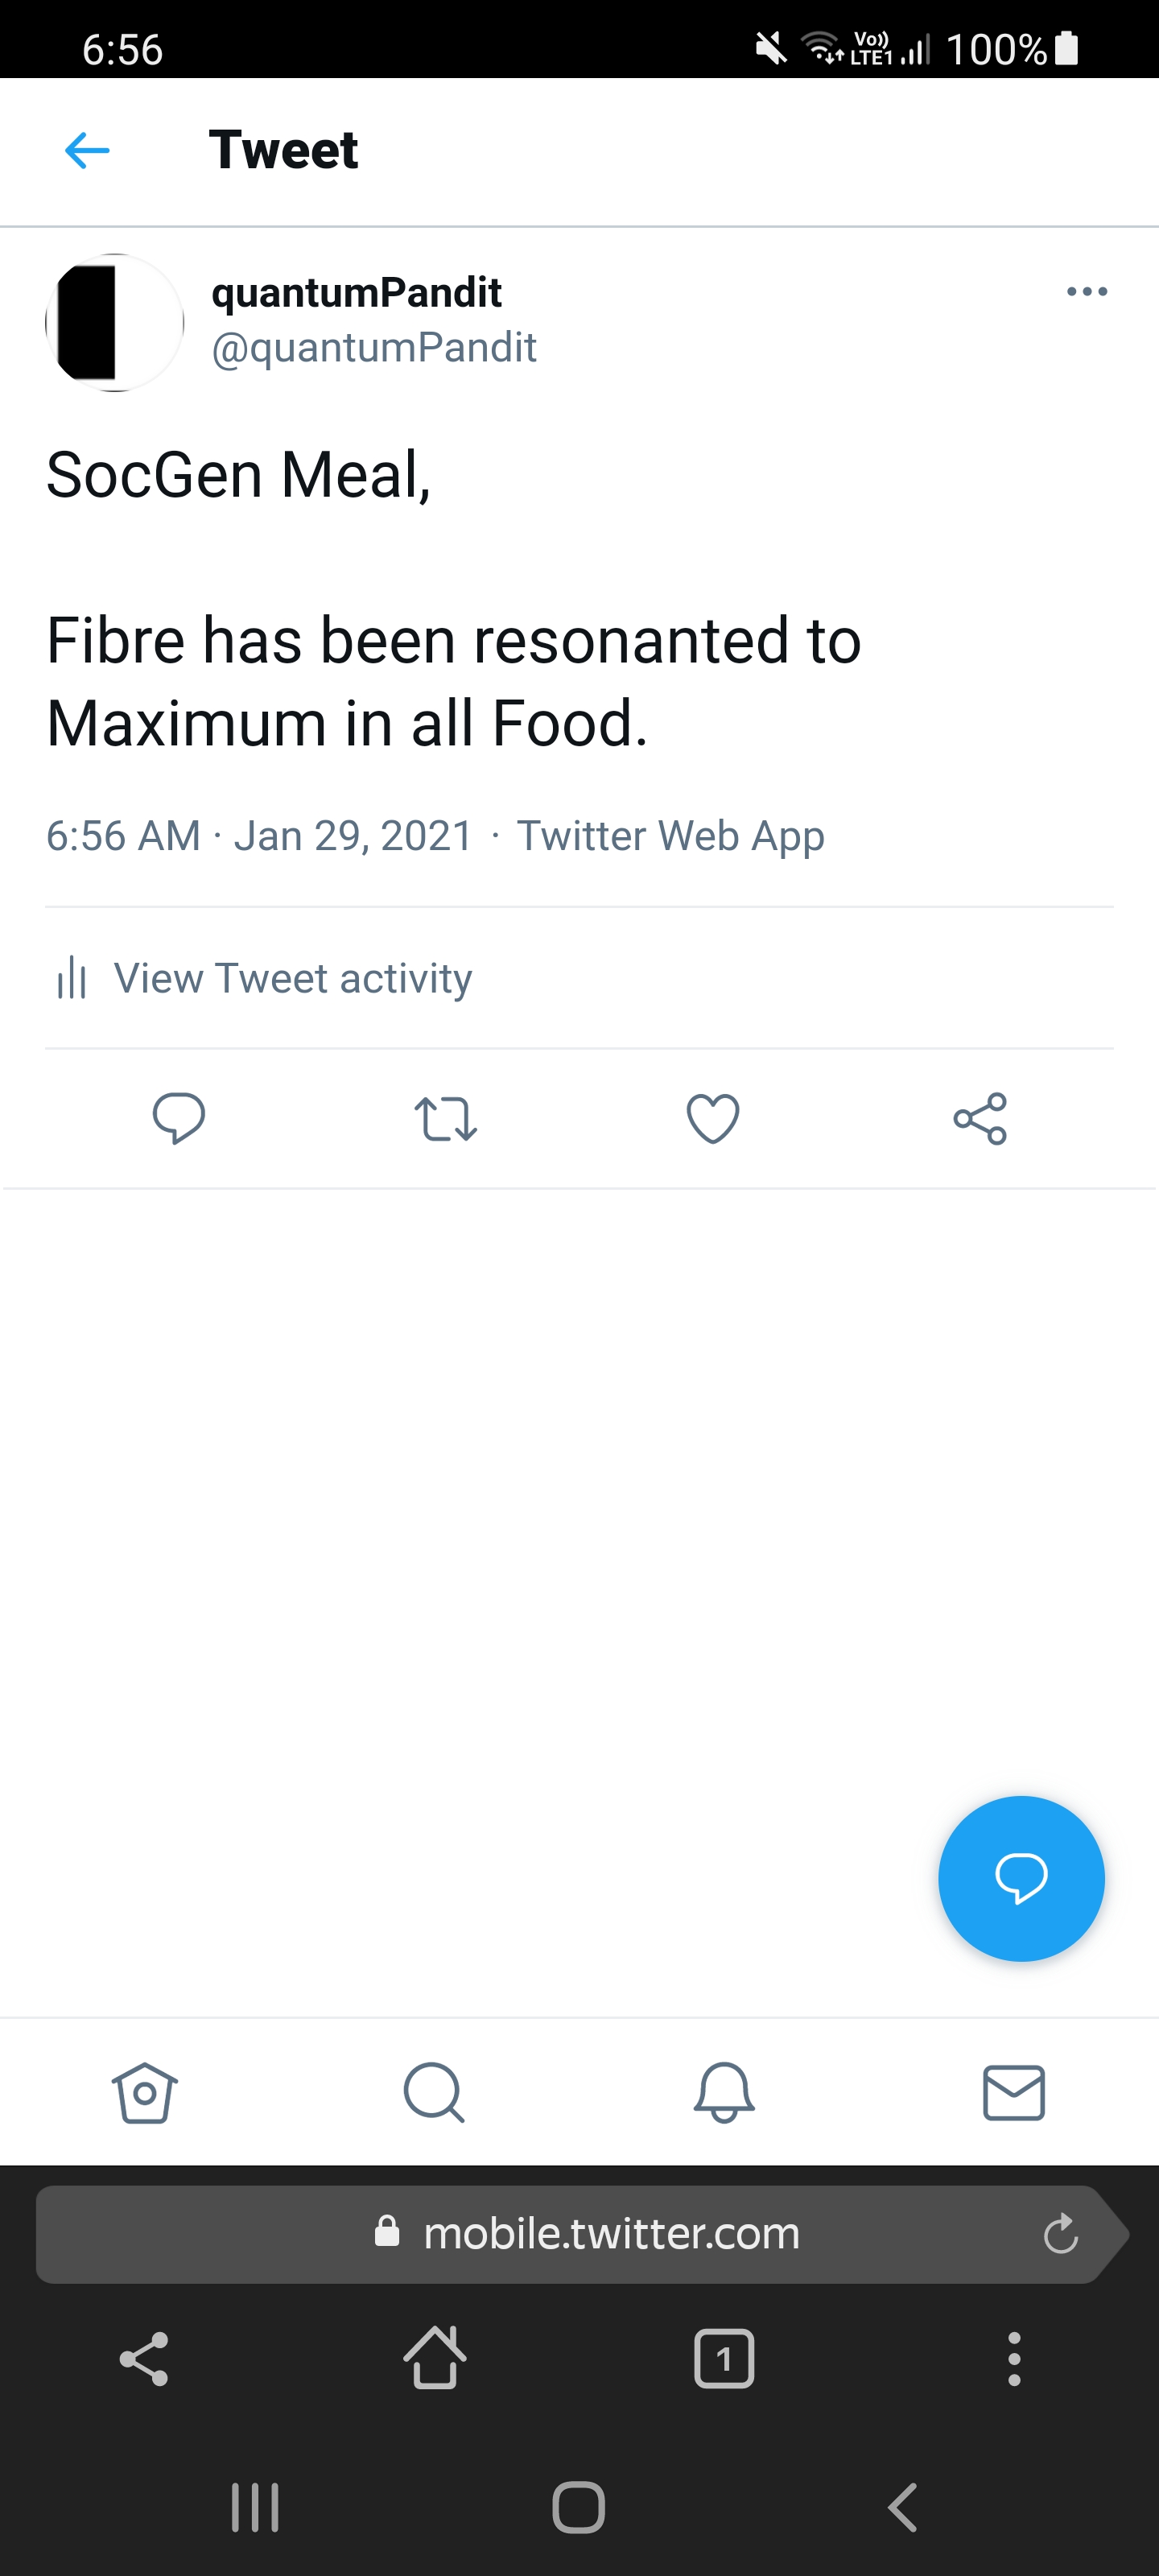 6:56
Vo)) LTE1 100%
Tweet
quantumPandit
@quantumPandit
SocGen Meal,
Fibre has been resonanted to
Maximum in all Food.
6:56 AM · Jan 29, 2021 · Twitter Web App
View Tweet activity
mobile.twitter.com
1